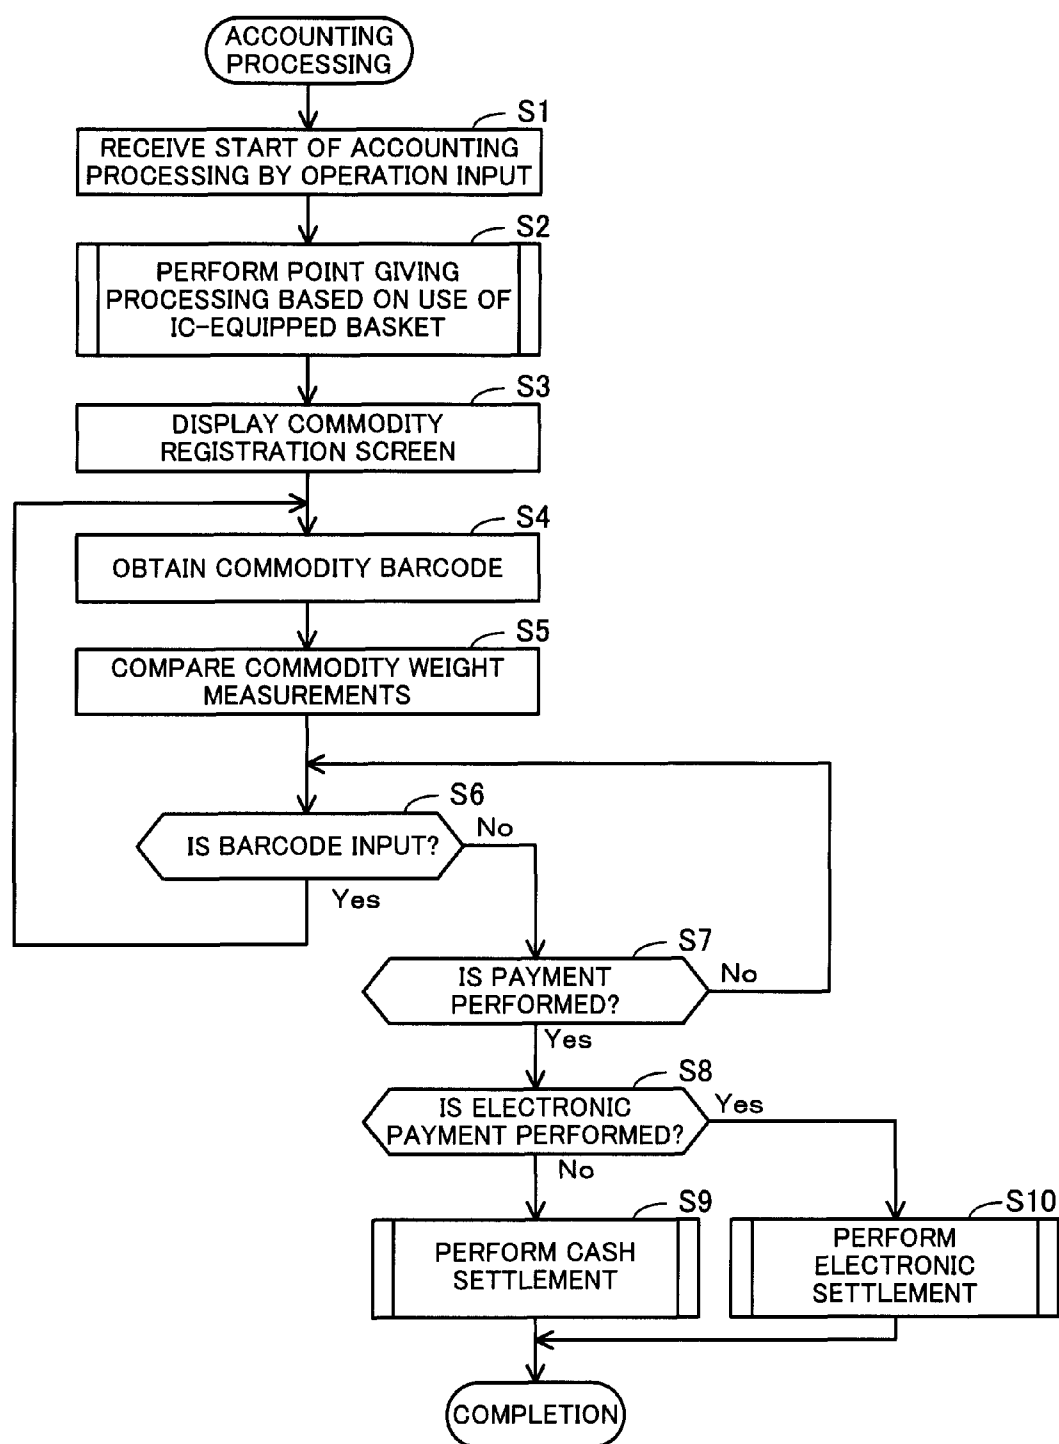 ACCOUNTING
PROCESSING
S1
RECEIVE START OF ACCOUNTING
PROCESSING BY OPERATION INPUT
S2
PERFORM POINT GIVING
PROCESSING BASED ON USE OF
IC-EQUIPPED BASKET
S3
DISPLAY COMMODITY
REGISTRATION SCREEN
S4
OBTAIN COMMODITY BARCODE
S5
COMPARE COMMODITY WEIGHT
MEASUREMENTS
S6
IS BARCODE INPUT?
No
Yes
S7
IS PAYMENT
PERFORMED?
No
Yes
S8
IS ELECTRONIC
PAYMENT PERFORMED?
Yes
No
S9
PERFORM CASH
SETTLEMENT
S10
PERFORM
ELECTRONIC
SETTLEMENT
COMPLETION